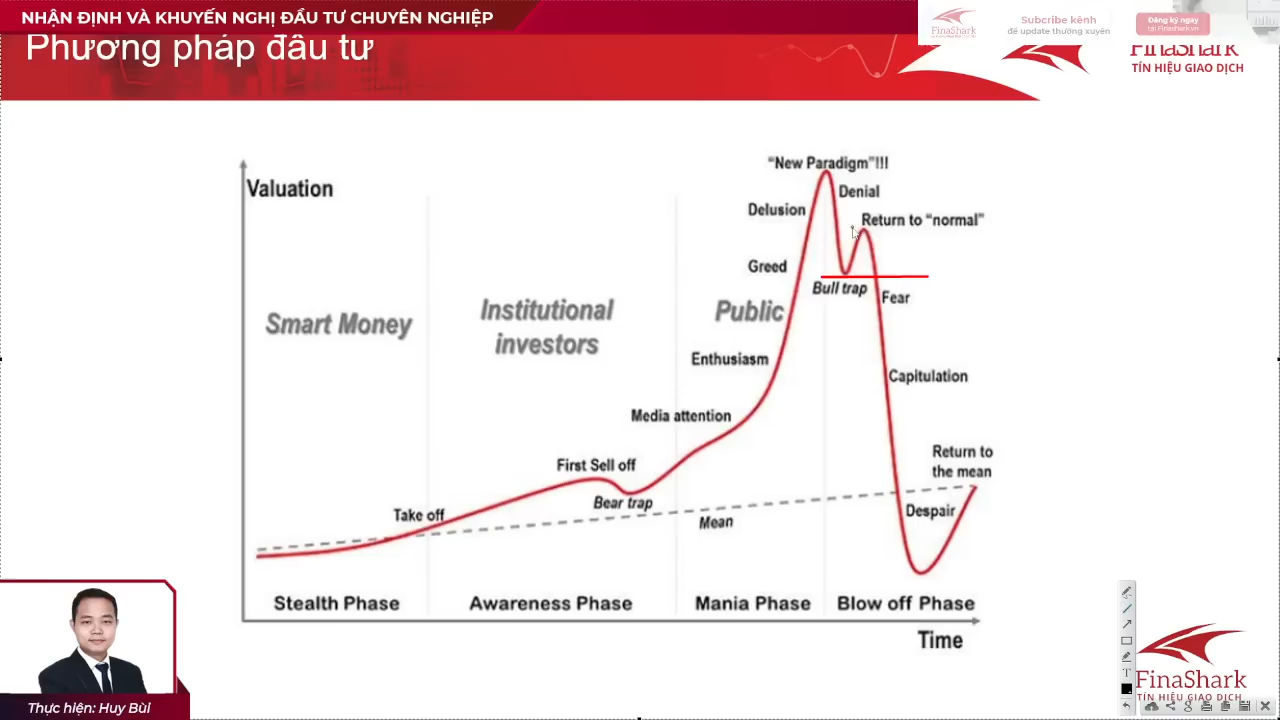 NHẬN ĐỊNH VÀ KHUYẾN NGHỊ ĐẦU TƯ CHUYÊN NGHIỆP
Phương pháp đầu tư
FinaShark
Subcribe kênh
để update thường xuyên
Đăng ký ngay
tại Finashark.vn
FinaShark
TÍN HIỆU GIAO DỊCH
"New Paradigm"!!!
Valuation
Denial
Delusion
Return to "normal"
Greed
Bull trap
Fear
Smart Money
Institutional
investors
Public
Enthusiasm
Capitulation
Media attention
First Sell off
Return to
the mean
Bear trap
Take off
Mean
Despair
Stealth Phase
Awareness Phase
Mania Phase
Blow off Phase
Time
FinaShark
TÍN HIỆU GIAO DỊCH
Thực hiện: Huy Bùi